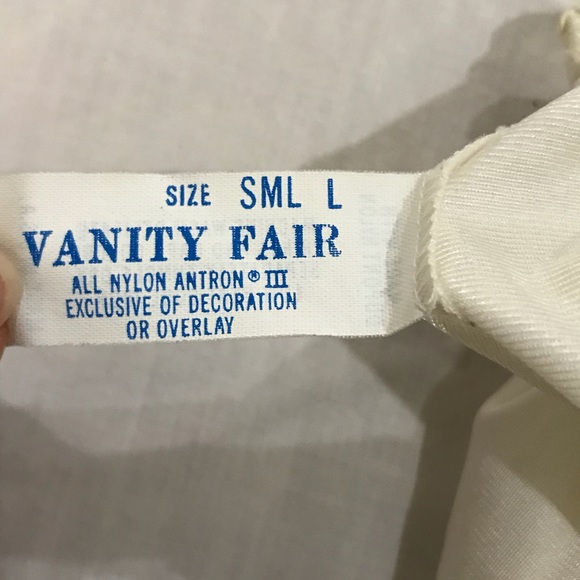 SIZE SML L
VANITY FAIR
ALL NYLON ANTRON® III
EXCLUSIVE OF DECORATION
OR OVERLAY